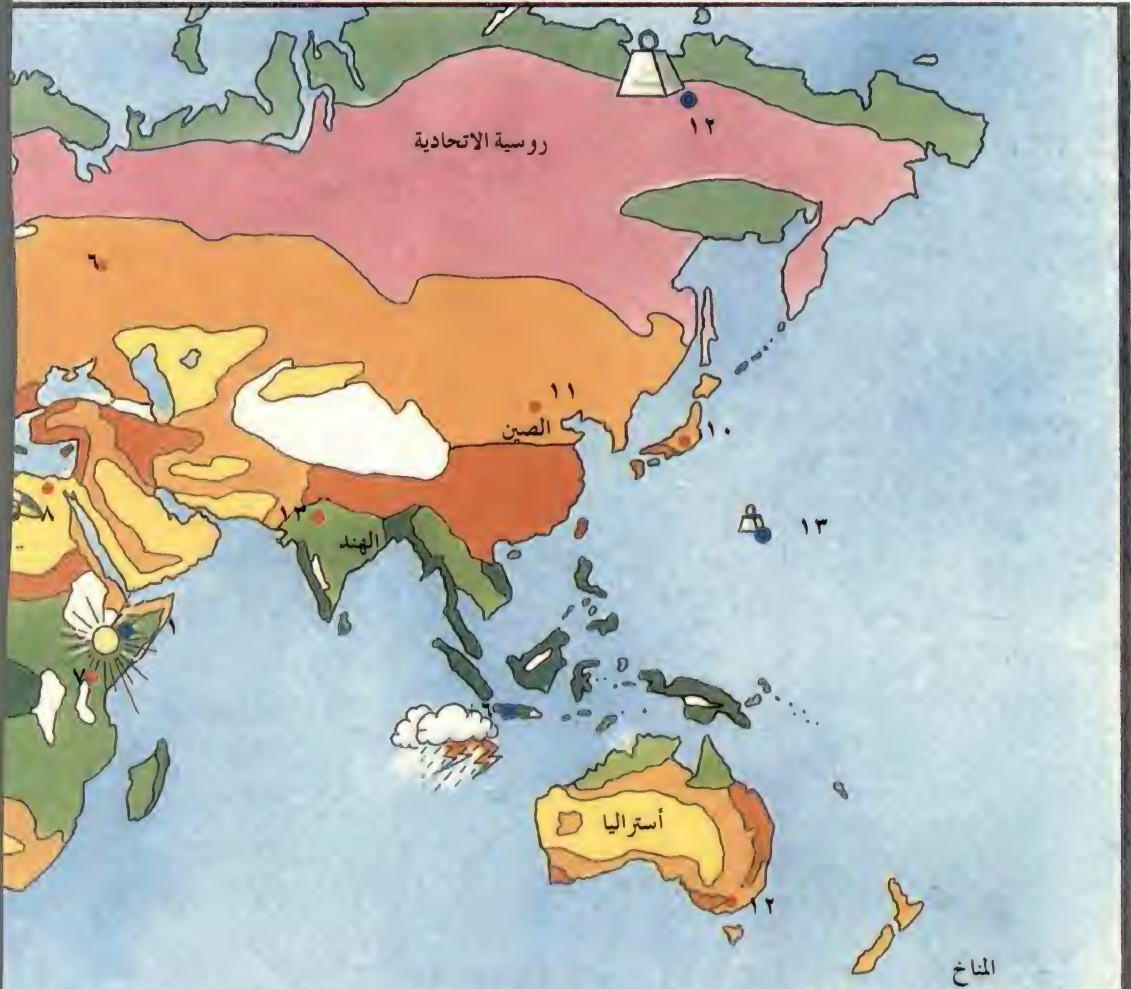 ١٢
روسية الاتحادية
٦
١١
الصين
١٠
٨
١٣
١٣
الهند
١
٧
٦
أستراليا
١٢
المناخ